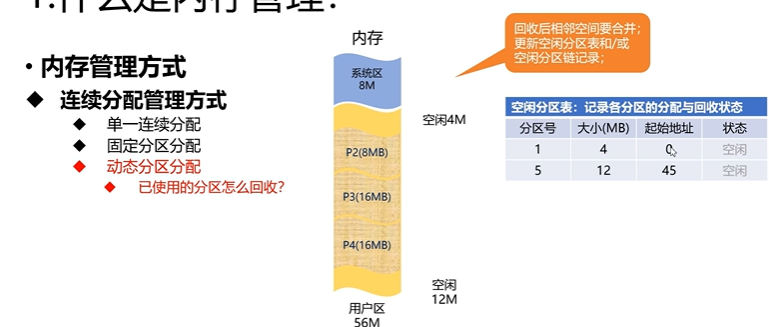 1.什么是内存管理？
• 内存管理方式
◆ 连续分配管理方式
◆ 单一连续分配
◆ 固定分区分配
◆ 动态分区分配
◆ 已使用的分区怎么回收？
内存
系统区
8M
空闲4M
P2(8MB)
P3(16MB)
P4(16MB)
空闲
12M
用户区
56M
回收后相邻空间要合并；
更新空闲分区表和/或
空闲分区链记录；
空闲分区表：记录各分区的分配与回收状态
分区号 大小(MB) 起始地址 状态
1 4 0 空闲
5 12 45 空闲